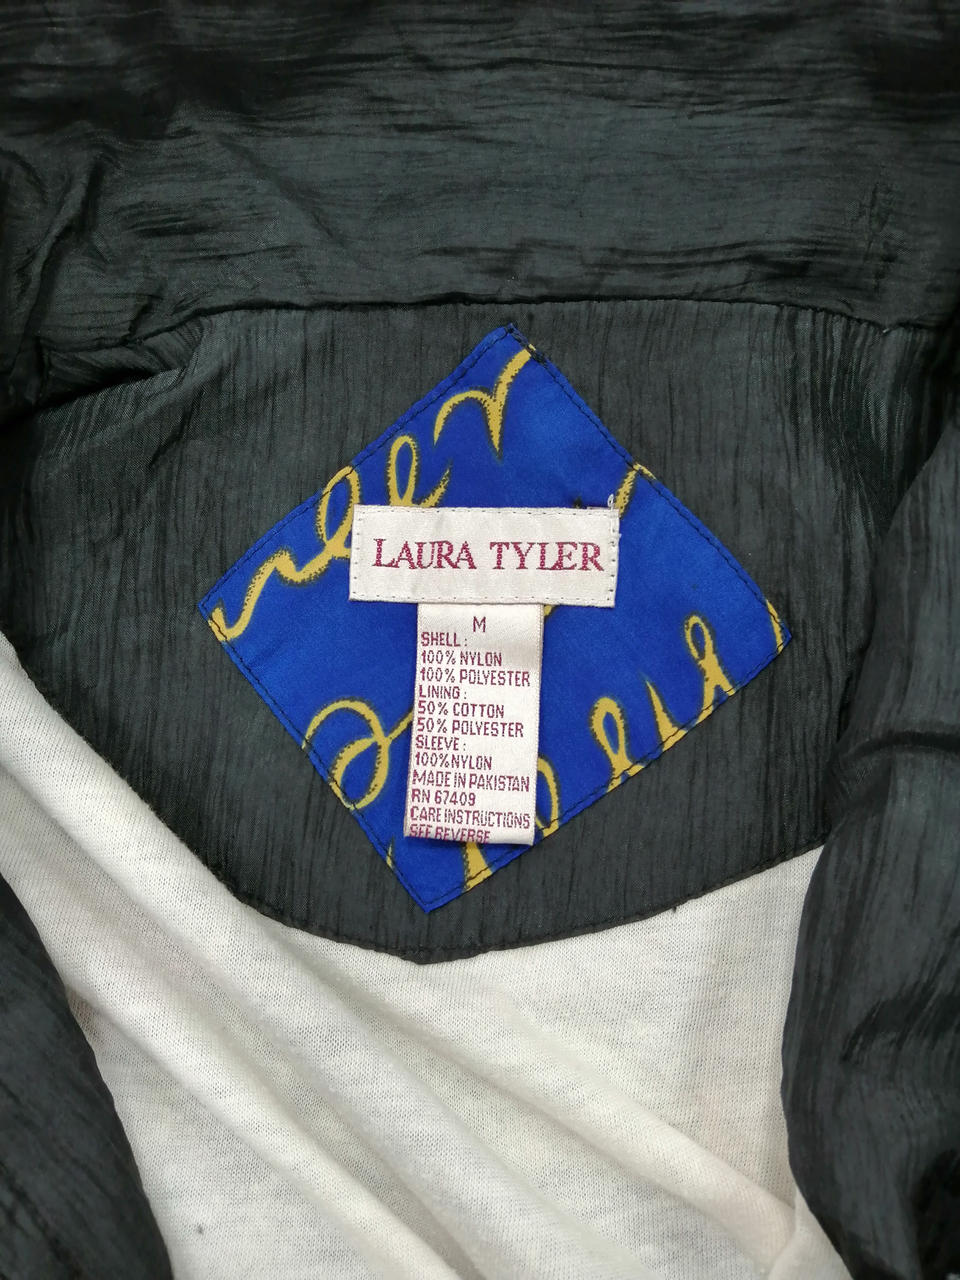 LAURA TYLER
M
SHELL:
100% NYLON
100% POLYESTER
LINING:
50% COTTON
50% POLYESTER
SLEEVE:
100%NYLON
MADE IN PAKISTAN
RN 67409
CARE INSTRUCTIONS
SEE REVERSE